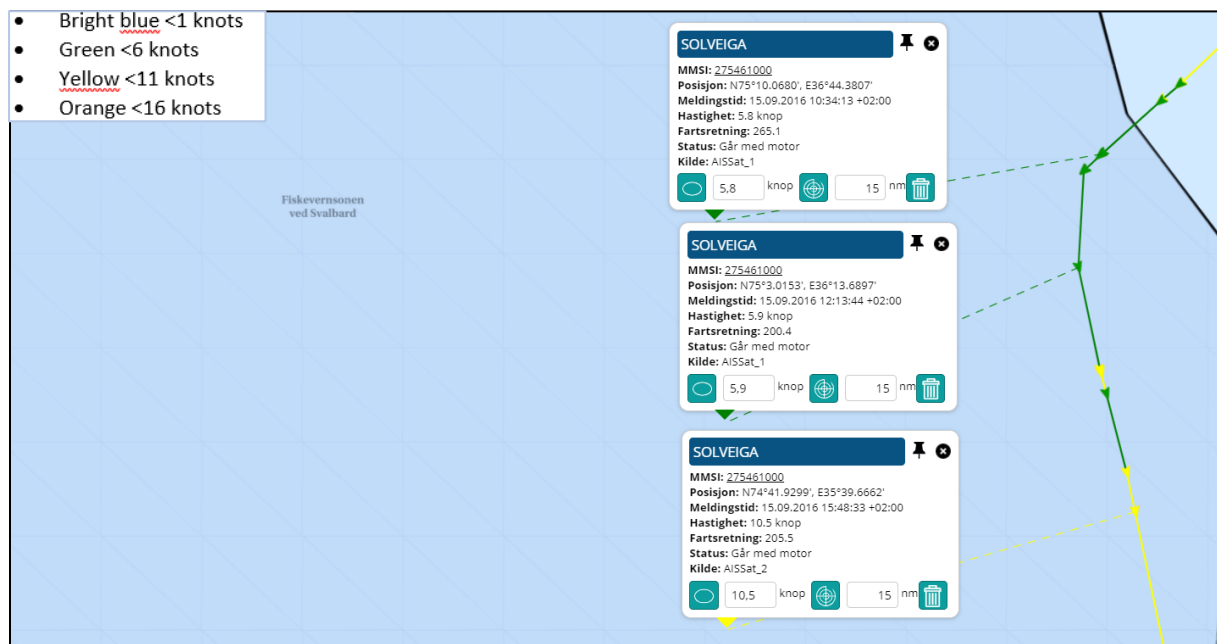 • Bright blue <1 knots
• Green <6 knots
• Yellow <11 knots
• Orange <16 knots
Fiskevernsonen
ved Svalbard
SOLVEIGA
MMSI: 275461000
Posisjon: N75°10.0680', E36°44.3807'
Meldingstid: 15.09.2016 10:34:13 +02:00
Hastighet: 5.8 knop
Fartsretning: 265.1
Status: Går med motor
Kilde: AISSat_1
5,8 knop 15 nm
SOLVEIGA
MMSI: 275461000
Posisjon: N75°3.0153', E36°13.6897'
Meldingstid: 15.09.2016 12:13:44 +02:00
Hastighet: 5.9 knop
Fartsretning: 200.4
Status: Går med motor
Kilde: AISSat_1
5,9 knop 15 nm
SOLVEIGA
MMSI: 275461000
Posisjon: N74°41.9299', E35°39.6662'
Meldingstid: 15.09.2016 15:48:33 +02:00
Hastighet: 10.5 knop
Fartsretning: 205.5
Status: Går med motor
Kilde: AISSat_2
10,5 knop 15 nm